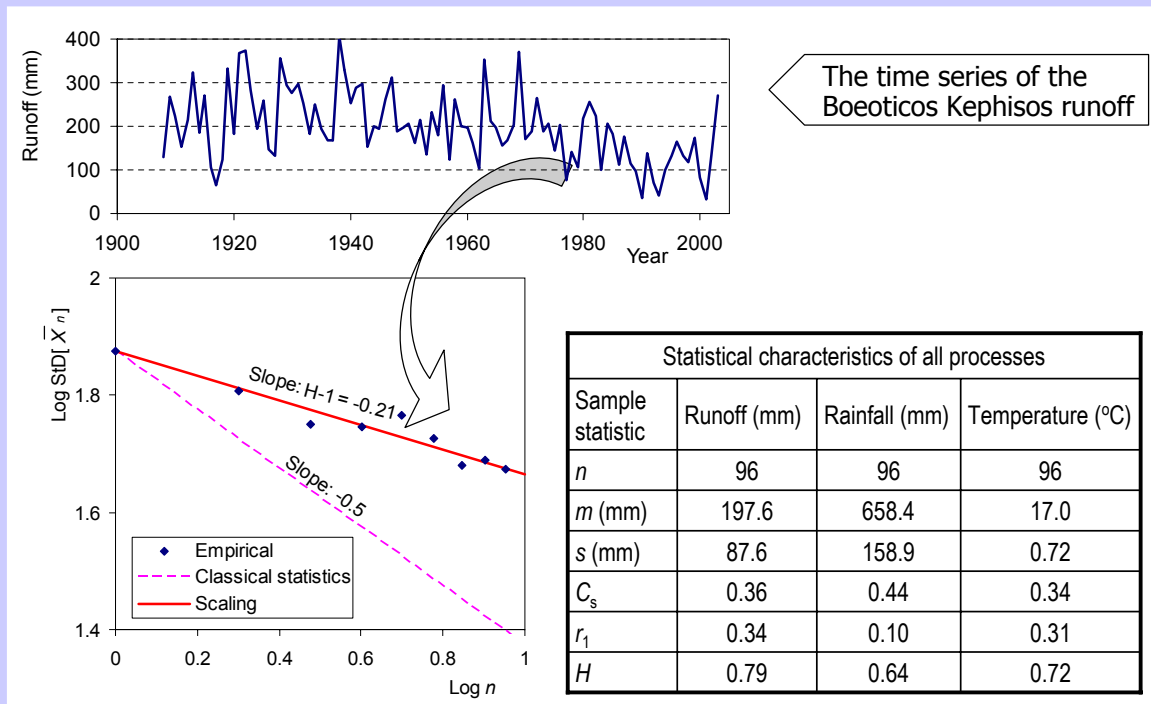 Runoff (mm)
400
300
200
100
0
1900
1920
1940
1960
1980
2000
Year
The time series of the
Boeoticos Kephisos runoff
Log StD[ X̅ n]
2
1.8
1.6
1.4
Slope: H-1 = -0.21
Slope: -0.5
Empirical
Classical statistics
Scaling
0
0.2
0.4
0.6
0.8
1
Log n
Statistical characteristics of all processes
Sample
statistic
Runoff (mm)
Rainfall (mm)
Temperature (ºC)
n
96
96
96
m (mm)
197.6
658.4
17.0
s (mm)
87.6
158.9
0.72
Cs
0.36
0.44
0.34
r1
0.34
0.10
0.31
H
0.79
0.64
0.72